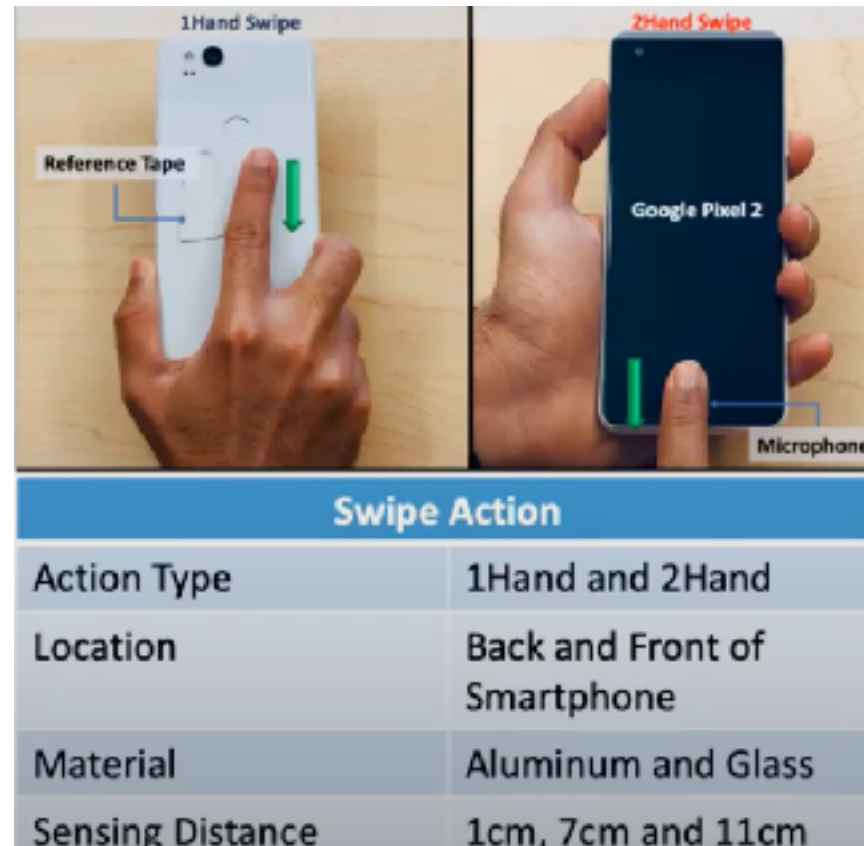 1Hand Swipe
2Hand Swipe
Reference Tape
Google Pixel 2
Microphone
Swipe Action
Action Type 1Hand and 2Hand
Location Back and Front of
Smartphone
Material Aluminum and Glass
Sensing Distance 1cm, 7cm and 11cm